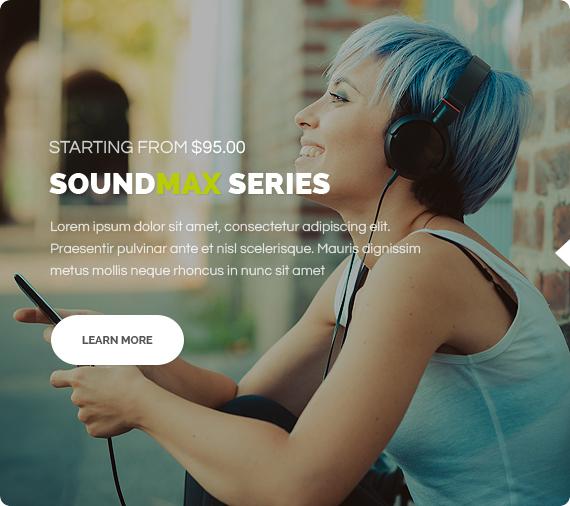 STARTING FROM $95.00
SOUNDMAX SERIES
Lorem ipsum dolor sit amet, consectetur adipiscing elit.
Praesentir pulvinar ante et nisl scelerisque. Mauris dignissim
metus mollis neque rhoncus in nunc sit amet
LEARN MORE